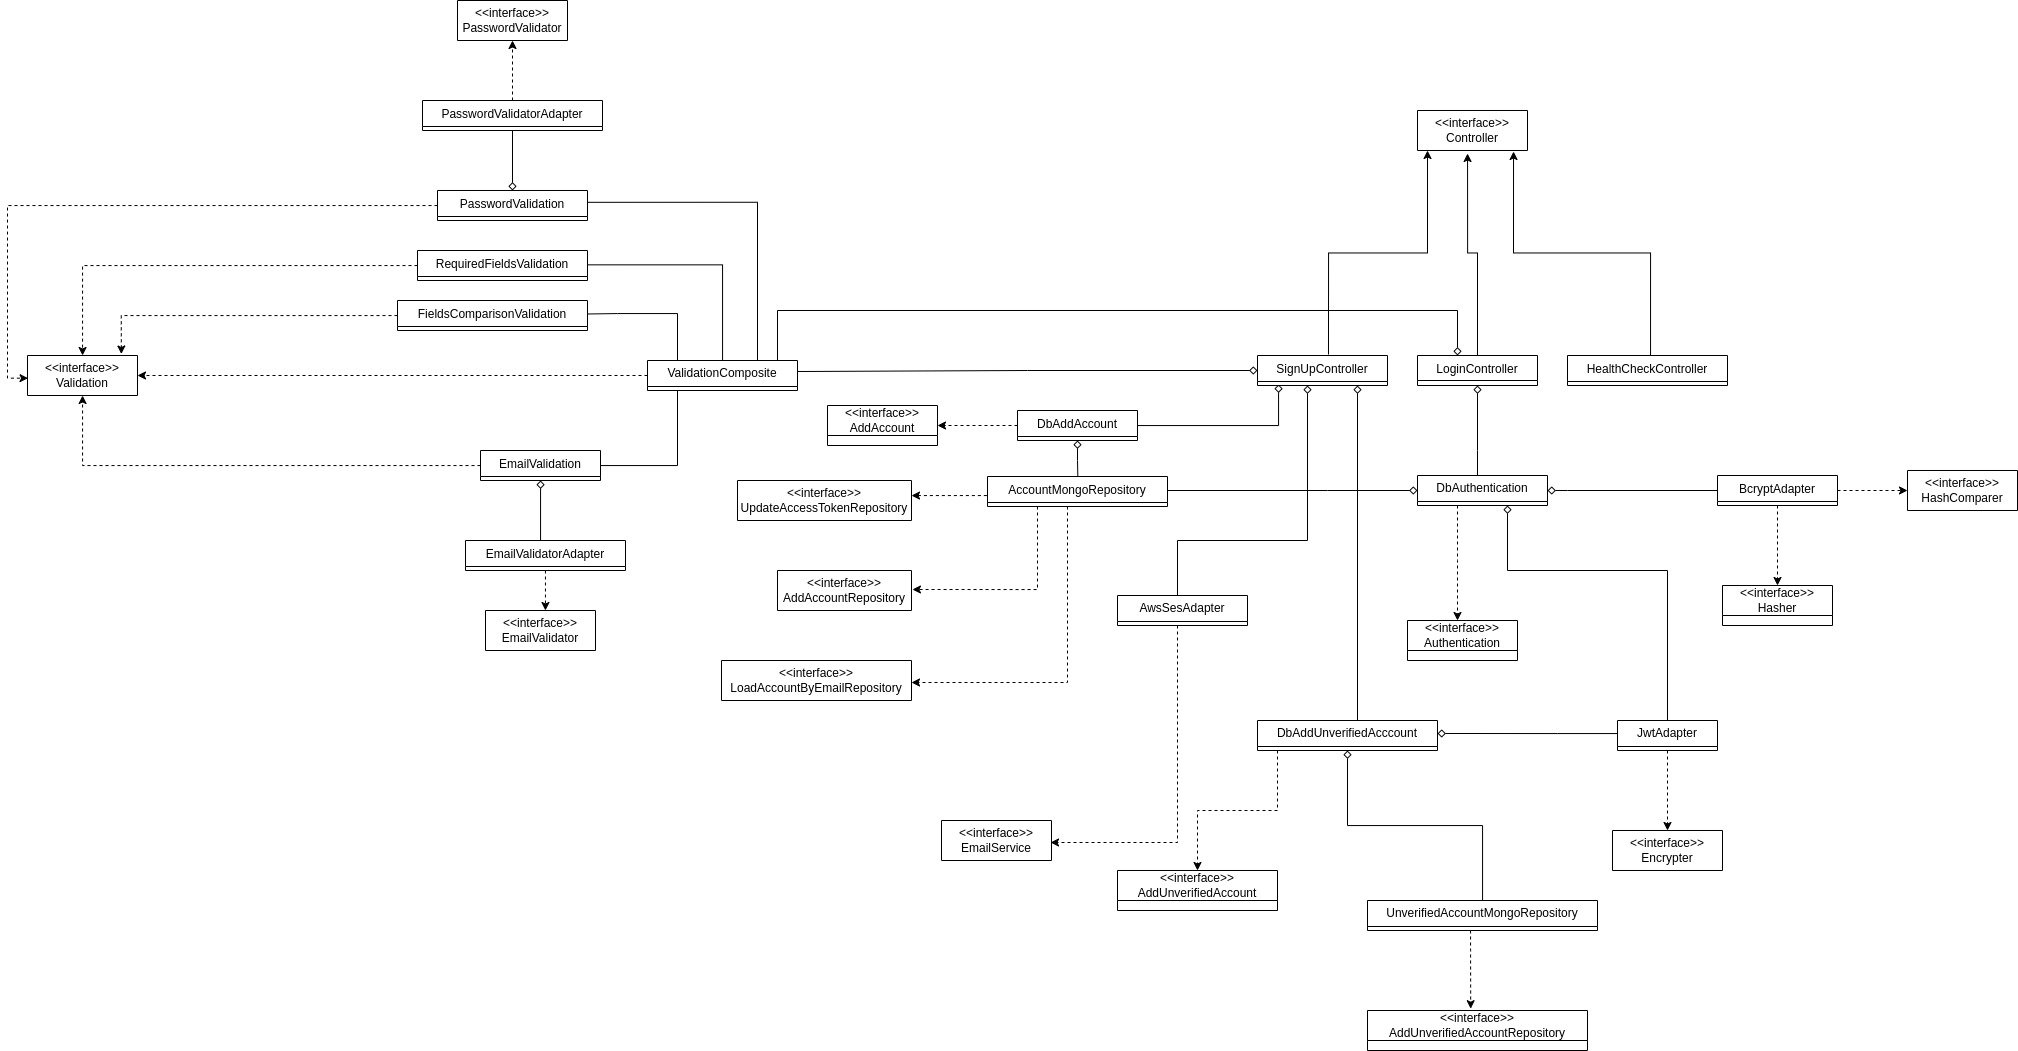 <<interface>>
PasswordValidator
PasswordValidatorAdapter
<<interface>>
Controller
PasswordValidation
RequiredFieldsValidation
FieldsComparisonValidation
<<interface>>
Validation
ValidationComposite
SignUpController
LoginController
HealthCheckController
<<interface>>
AddAccount
DbAddAccount
EmailValidation
<<interface>>
UpdateAccessTokenRepository
AccountMongoRepository
DbAuthentication
BcryptAdapter
<<interface>>
HashComparer
EmailValidatorAdapter
<<interface>>
AddAccountRepository
AwsSesAdapter
<<interface>>
Hasher
<<interface>>
EmailValidator
<<interface>>
Authentication
<<interface>>
LoadAccountByEmailRepository
DbAddUnverifiedAcccount
JwtAdapter
<<interface>>
EmailService
<<interface>>
Encrypter
<<interface>>
AddUnverifiedAccount
UnverifiedAccountMongoRepository
<<interface>>
AddUnverifiedAccountRepository